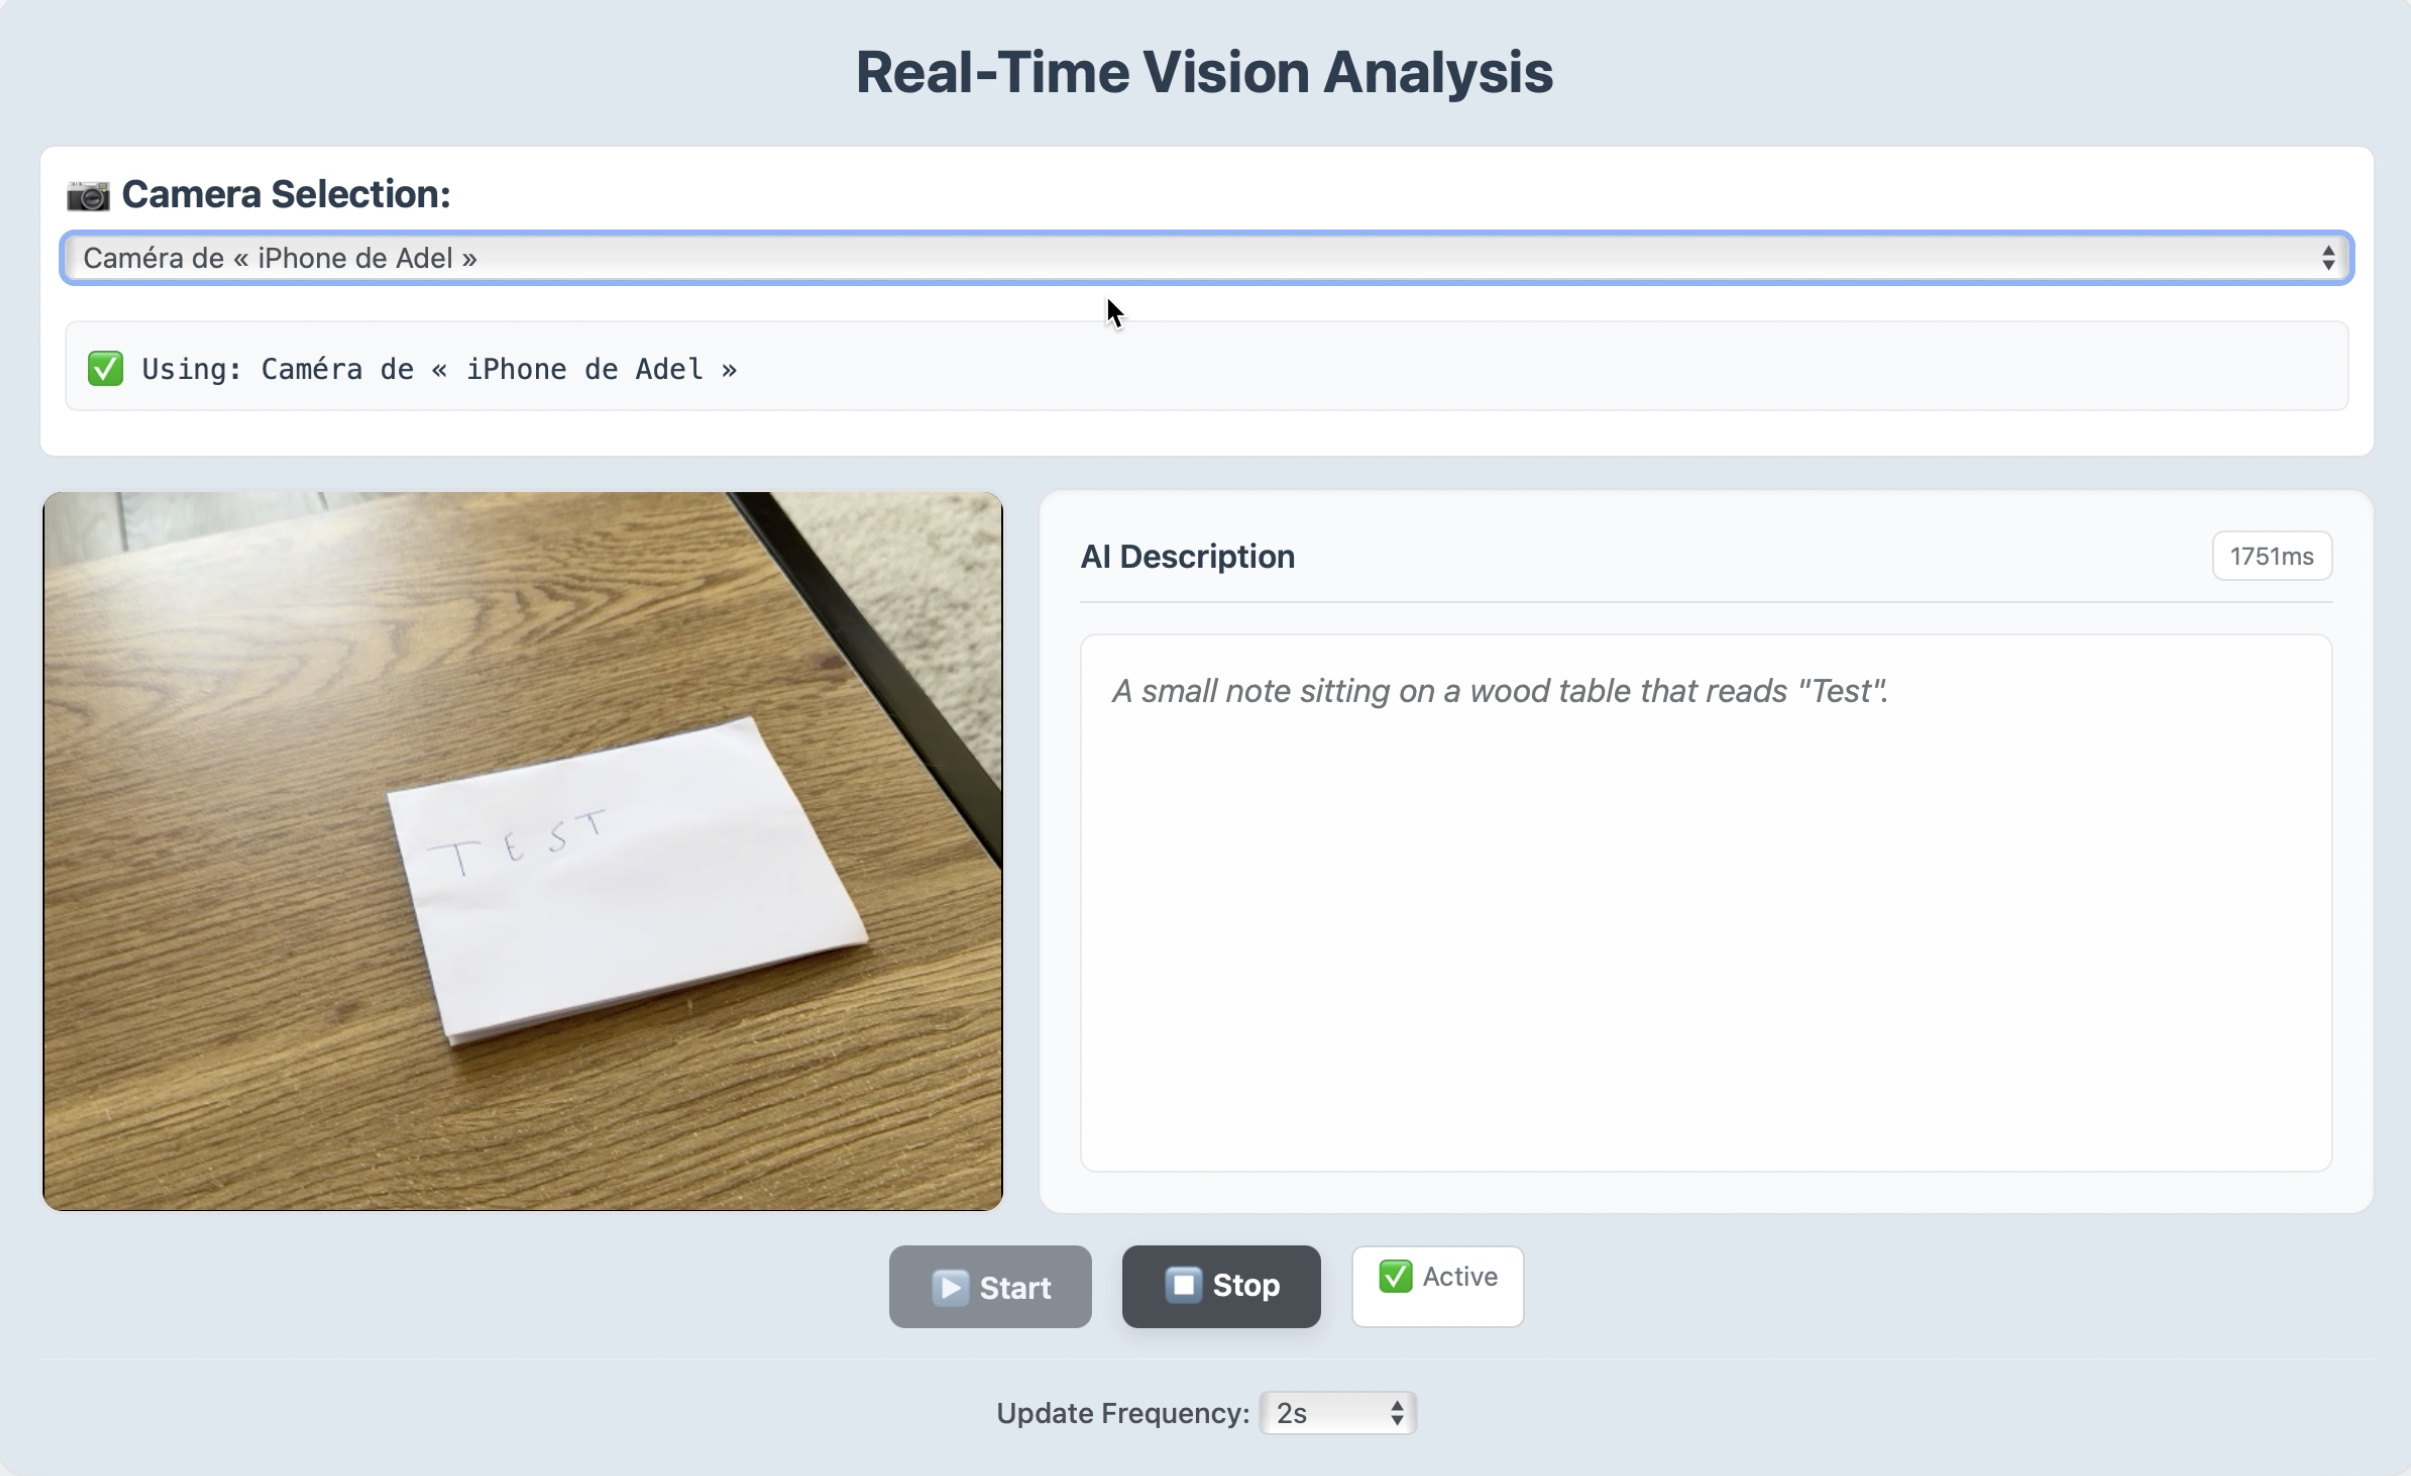 Real-Time Vision Analysis
📷 Camera Selection:
Caméra de « iPhone de Adel »
✅ Using: Caméra de « iPhone de Adel »
TEST
AI Description
1751ms
A small note sitting on a wood table that reads "Test".
Start
Stop
✅ Active
Update Frequency: 2s